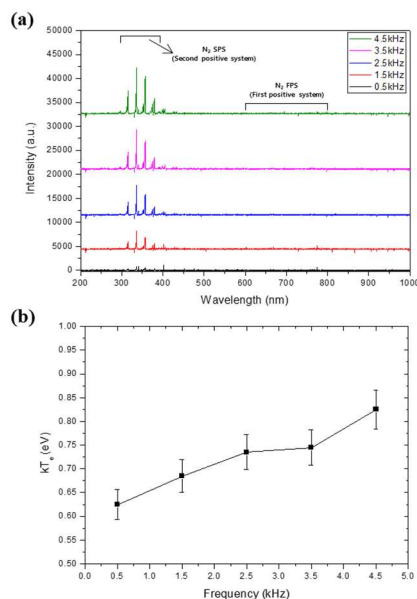 (a)
50000
45000
40000
35000
30000
25000
20000
15000
10000
5000
0
Intensity (a.u.)
N₂ SPS
(Second positive system)
N₂ FPS
(First positive system)
4.5kHz
3.5kHz
2.5kHz
1.5kHz
0.5kHz
200 300 400 500 600 700 800 900 1000
Wavelength (nm)
(b)
1.00
0.95
0.90
0.85
0.80
0.75
0.70
0.65
0.60
0.55
0.50
kTₑ (eV)
0.0 0.5 1.0 1.5 2.0 2.5 3.0 3.5 4.0 4.5 5.0
Frequency (kHz)